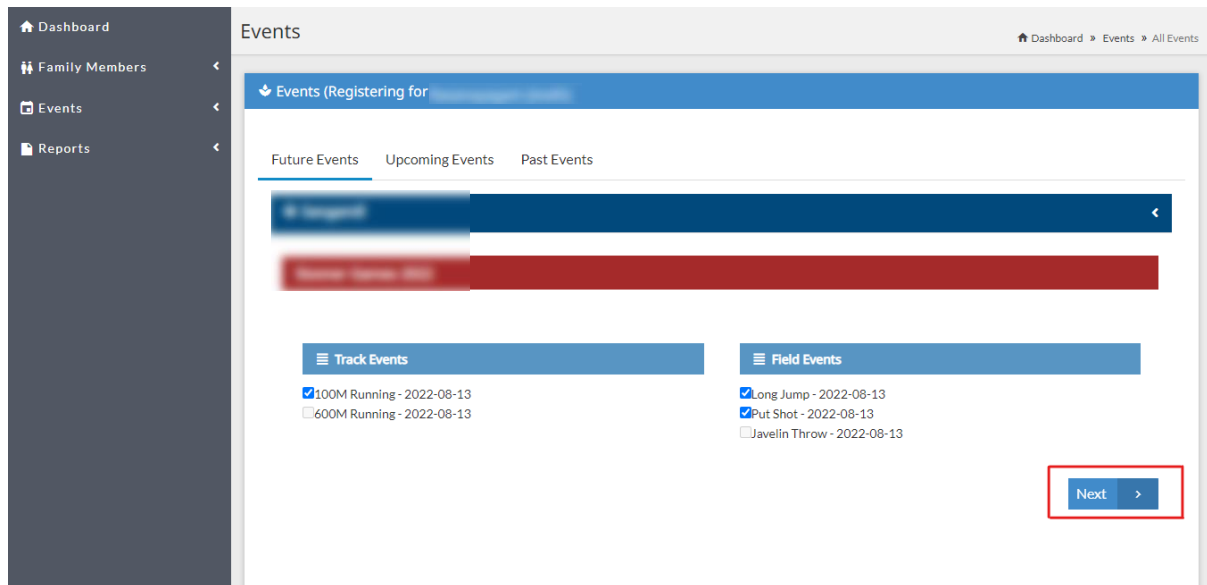 Dashboard
Events
Dashboard » Events » All Events
Family Members
Events (Registering for
Events
Reports
Future Events Upcoming Events Past Events
Track Events
100M Running - 2022-08-13
600M Running - 2022-08-13
Field Events
Long Jump - 2022-08-13
Put Shot - 2022-08-13
Javelin Throw - 2022-08-13
Next